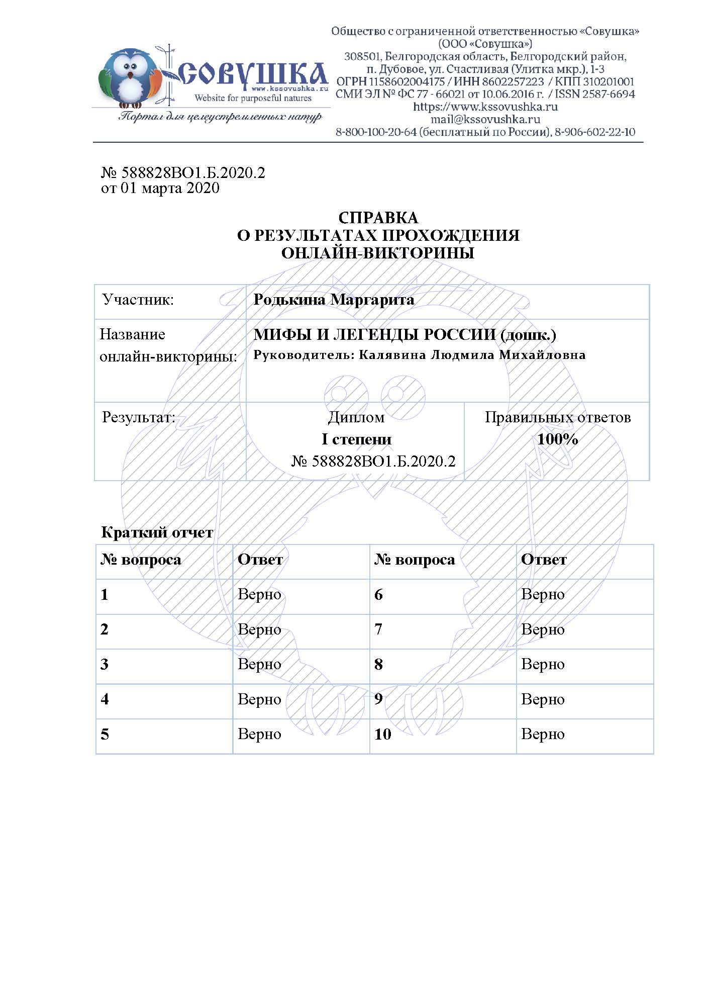 СОВУШКА
www.kssovushka.ru
Website for purposeful natures
Портал для целеустремленных натур
Общество с ограниченной ответственностью «Совушка»
(ООО «Совушка»)
308501, Белгородская область, Белгородский район,
п. Дубовое, ул. Счастливая (Улитка мкр.), 1-3
ОГРН 1158602004175 / ИНН 8602257223 / КПП 310201001
СМИ ЭЛ № ФС 77 - 66021 от 10.06.2016 г. / ISSN 2587-6694
https://www.kssovushka.ru
mail@kssovushka.ru
8-800-100-20-64 (бесплатный по России), 8-906-602-22-10
№ 588828ВО1.Б.2020.2
от 01 марта 2020
СПРАВКА
О РЕЗУЛЬТАТАХ ПРОХОЖДЕНИЯ
ОНЛАЙН-ВИКТОРИНЫ
Участник: Родькина Маргарита
Название МИФЫ И ЛЕГЕНДЫ РОССИИ (дошк.)
онлайн-викторины: Руководитель: Калявина Людмила Михайловна
Результат: Диплом Правильных ответов
I степени 100%
№ 588828ВО1.Б.2020.2
Краткий отчет
№ вопроса Ответ № вопроса Ответ
1 Верно 6 Верно
2 Верно 7 Верно
3 Верно 8 Верно
4 Верно 9 Верно
5 Верно 10 Верно